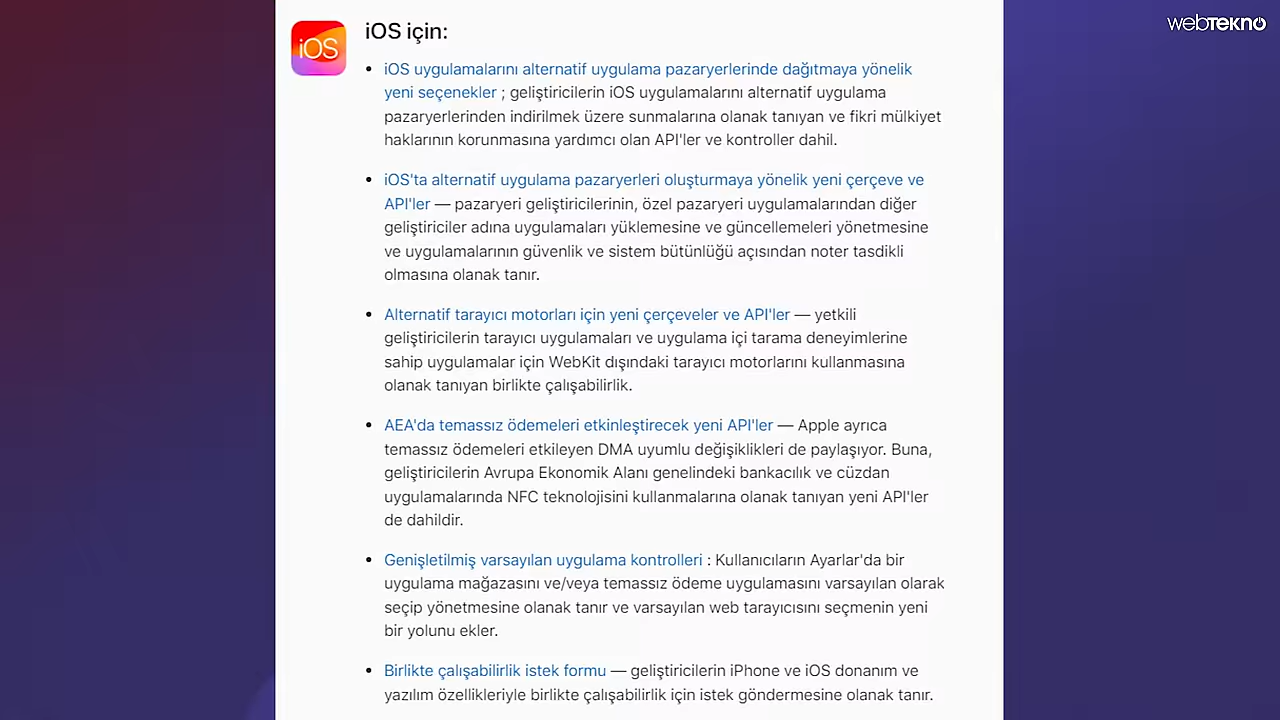 webtekno
iOS
iOS için:
• iOS uygulamalarını alternatif uygulama pazaryerlerinde dağıtmaya yönelik
yeni seçenekler ; geliştiricilerin iOS uygulamalarını alternatif uygulama
pazaryerlerinden indirilmek üzere sunmalarına olanak tanıyan ve fikri mülkiyet
haklarının korunmasına yardımcı olan API'ler ve kontroller dahil.
• iOS'ta alternatif uygulama pazaryerleri oluşturmaya yönelik yeni çerçeve ve
API'ler — pazaryeri geliştiricilerinin, özel pazaryeri uygulamalarından diğer
geliştiriciler adına uygulamaları yüklemesine ve güncellemeleri yönetmesine
ve uygulamalarının güvenlik ve sistem bütünlüğü açısından noter tasdikli
olmasına olanak tanır.
• Alternatif tarayıcı motorları için yeni çerçeveler ve API'ler — yetkili
geliştiricilerin tarayıcı uygulamaları ve uygulama içi tarama deneyimlerine
sahip uygulamalar için WebKit dışındaki tarayıcı motorlarını kullanmasına
olanak tanıyan birlikte çalışabilirlik.
• AEA'da temassız ödemeleri etkinleştirecek yeni API'ler — Apple ayrıca
temassız ödemeleri etkileyen DMA uyumlu değişiklikleri de paylaşıyor. Buna,
geliştiricilerin Avrupa Ekonomik Alanı genelindeki bankacılık ve cüzdan
uygulamalarında NFC teknolojisini kullanmalarına olanak tanıyan yeni API'ler
de dahildir.
• Genişletilmiş varsayılan uygulama kontrolleri : Kullanıcıların Ayarlar'da bir
uygulama mağazasını ve/veya temassız ödeme uygulamasını varsayılan olarak
seçip yönetmesine olanak tanır ve varsayılan web tarayıcısını seçmenin yeni
bir yolunu ekler.
• Birlikte çalışabilirlik istek formu — geliştiricilerin iPhone ve iOS donanım ve
yazılım özellikleriyle birlikte çalışabilirlik için istek göndermesine olanak tanır.